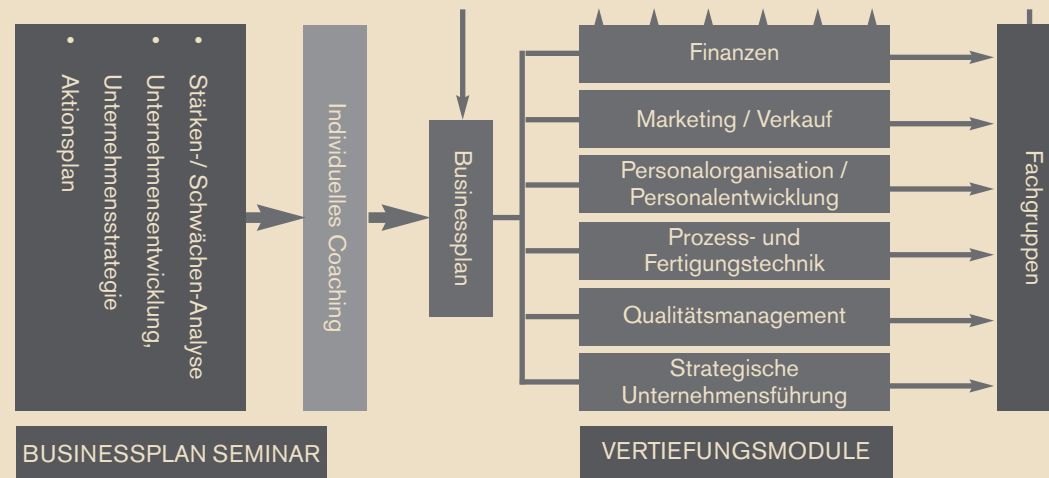 • Stärken-/ Schwächen-Analyse
• Unternehmensentwicklung,
Unternehmensstrategie
• Aktionsplan
Individuelles Coaching
Businessplan
Finanzen
Marketing / Verkauf
Personalorganisation /
Personalentwicklung
Prozess- und
Fertigungstechnik
Qualitätsmanagement
Strategische
Unternehmensführung
Fachgruppen
BUSINESSPLAN SEMINAR
VERTIEFUNGSMODULE